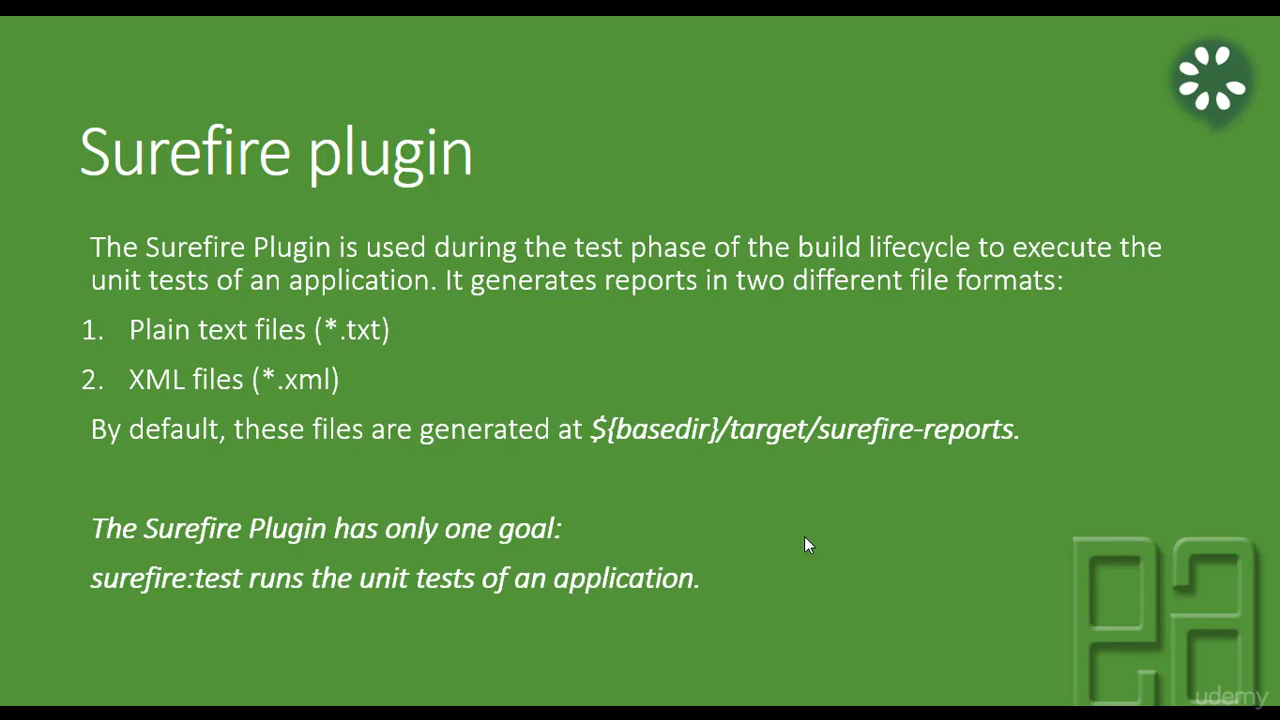 Surefire plugin
The Surefire Plugin is used during the test phase of the build lifecycle to execute the
unit tests of an application. It generates reports in two different file formats:
1. Plain text files (*.txt)
2. XML files (*.xml)
By default, these files are generated at ${basedir}/target/surefire-reports.
The Surefire Plugin has only one goal:
surefire:test runs the unit tests of an application.
ea
udemy